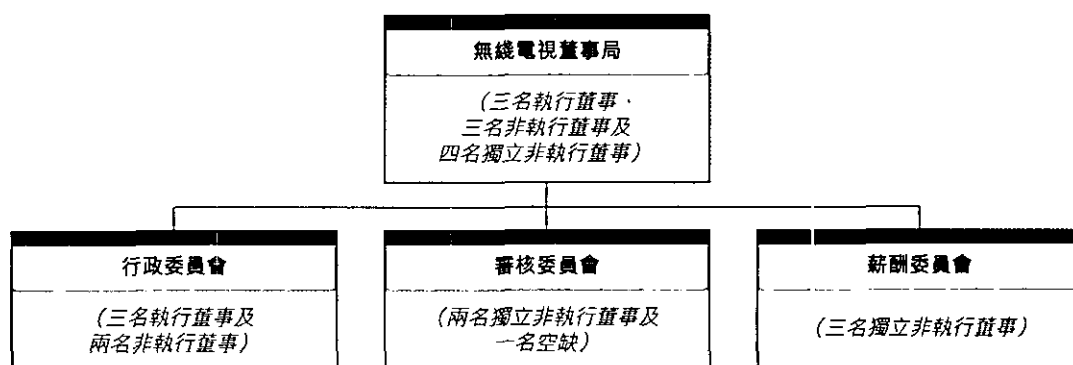 無綫電視董事局
（三名執行董事、
三名非執行董事及
四名獨立非執行董事）
行政委員會
（三名執行董事及
兩名非執行董事）
審核委員會
（兩名獨立非執行董事及
一名空缺）
薪酬委員會
（三名獨立非執行董事）